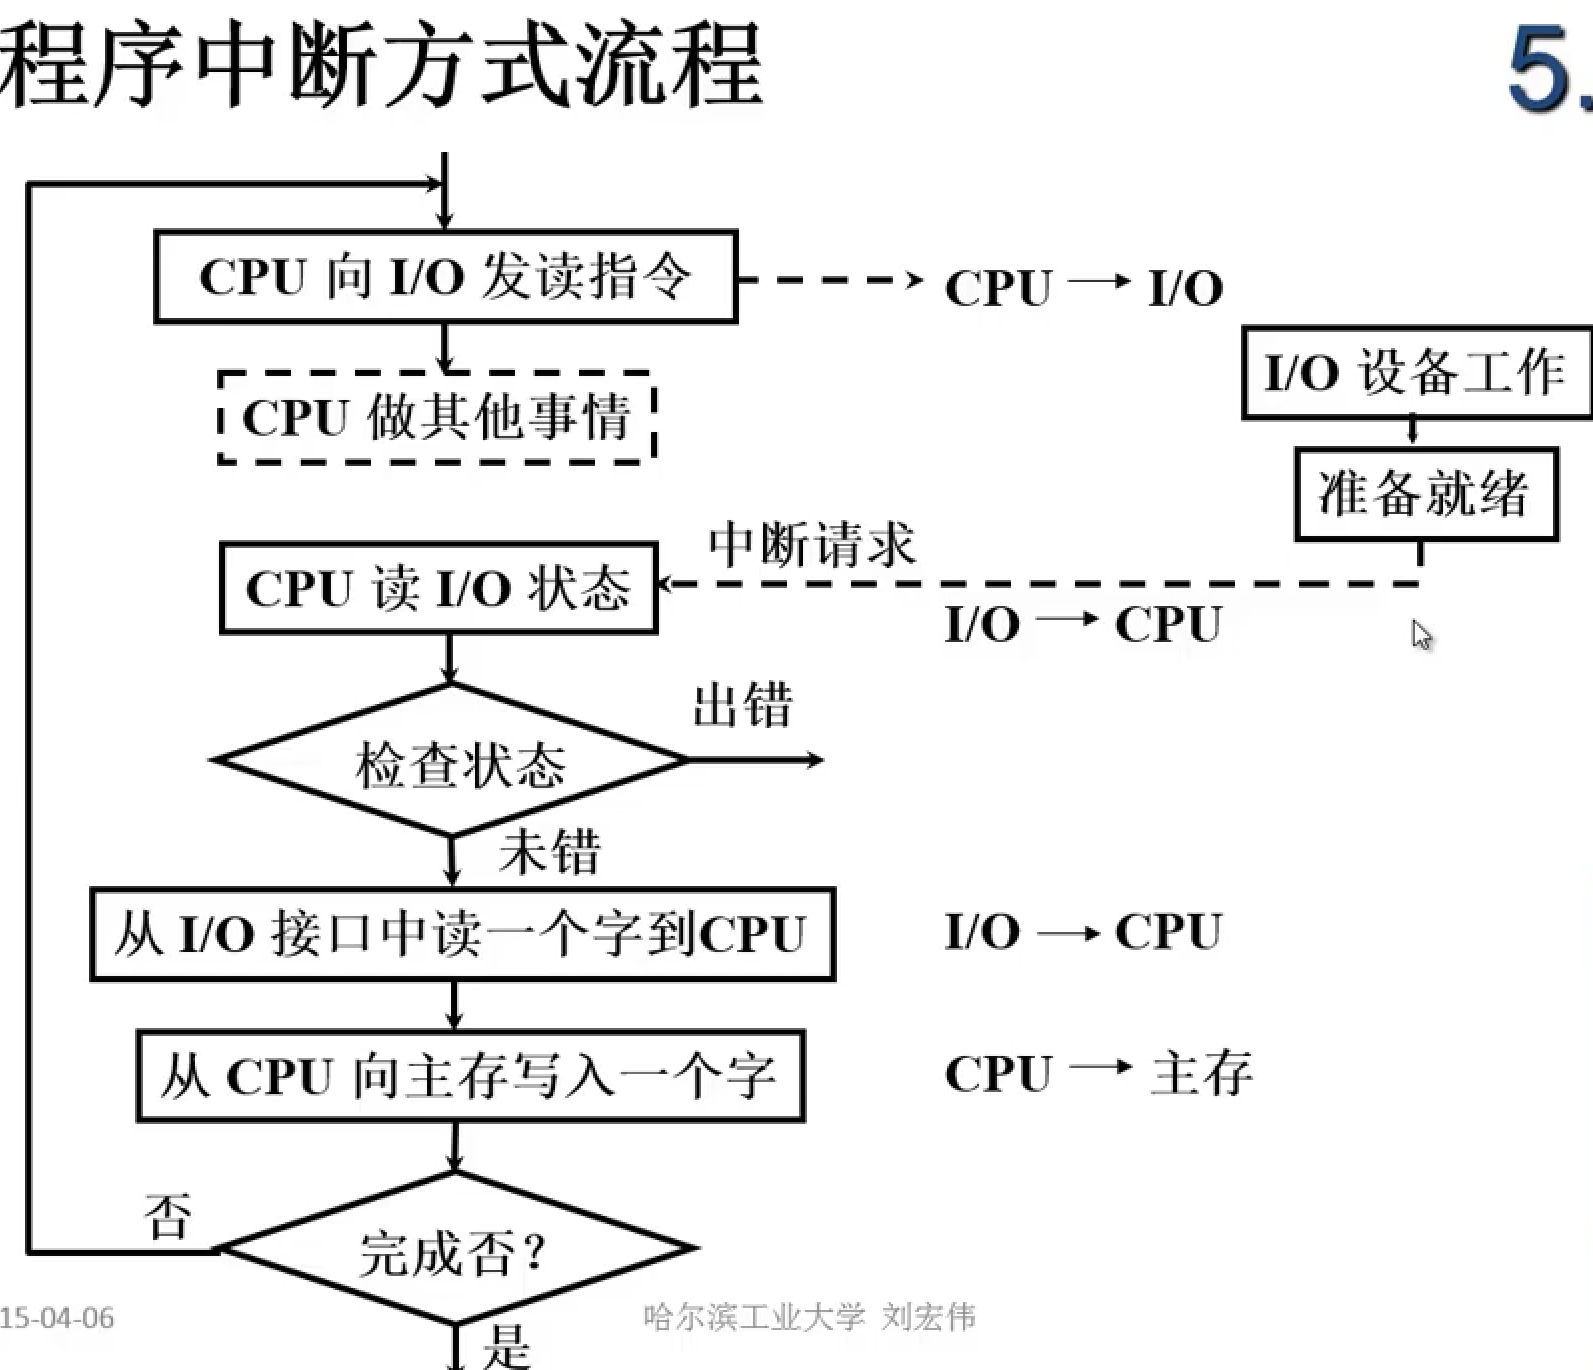 程序中断方式流程
5.
CPU 向 I/O 发读指令
CPU → I/O
I/O 设备工作
CPU 做其他事情
准备就绪
中断请求
CPU 读 I/O 状态
I/O → CPU
出错
检查状态
未错
从 I/O 接口中读一个字到CPU
I/O → CPU
从 CPU 向主存写入一个字
CPU → 主存
否
完成否?
15-04-06
哈尔滨工业大学 刘宏伟
是